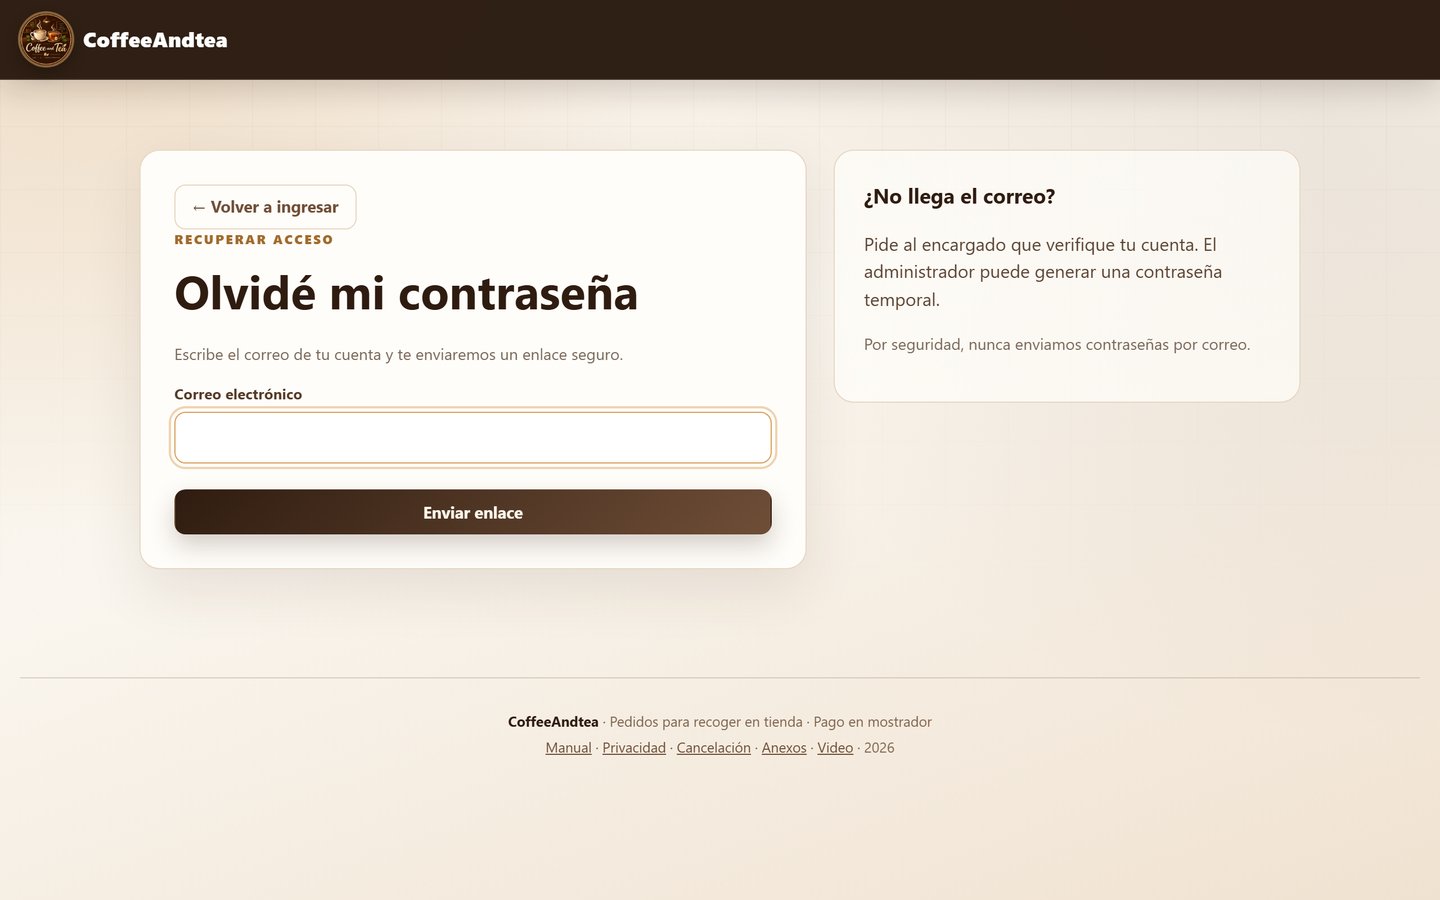 Coffee and Tea
CoffeeAndtea
← Volver a ingresar
RECUPERAR ACCESO
Olvidé mi contraseña
Escribe el correo de tu cuenta y te enviaremos un enlace seguro.
Correo electrónico
Enviar enlace
¿No llega el correo?
Pide al encargado que verifique tu cuenta. El
administrador puede generar una contraseña
temporal.
Por seguridad, nunca enviamos contraseñas por correo.
CoffeeAndtea · Pedidos para recoger en tienda · Pago en mostrador
Manual · Privacidad · Cancelación · Anexos · Video · 2026